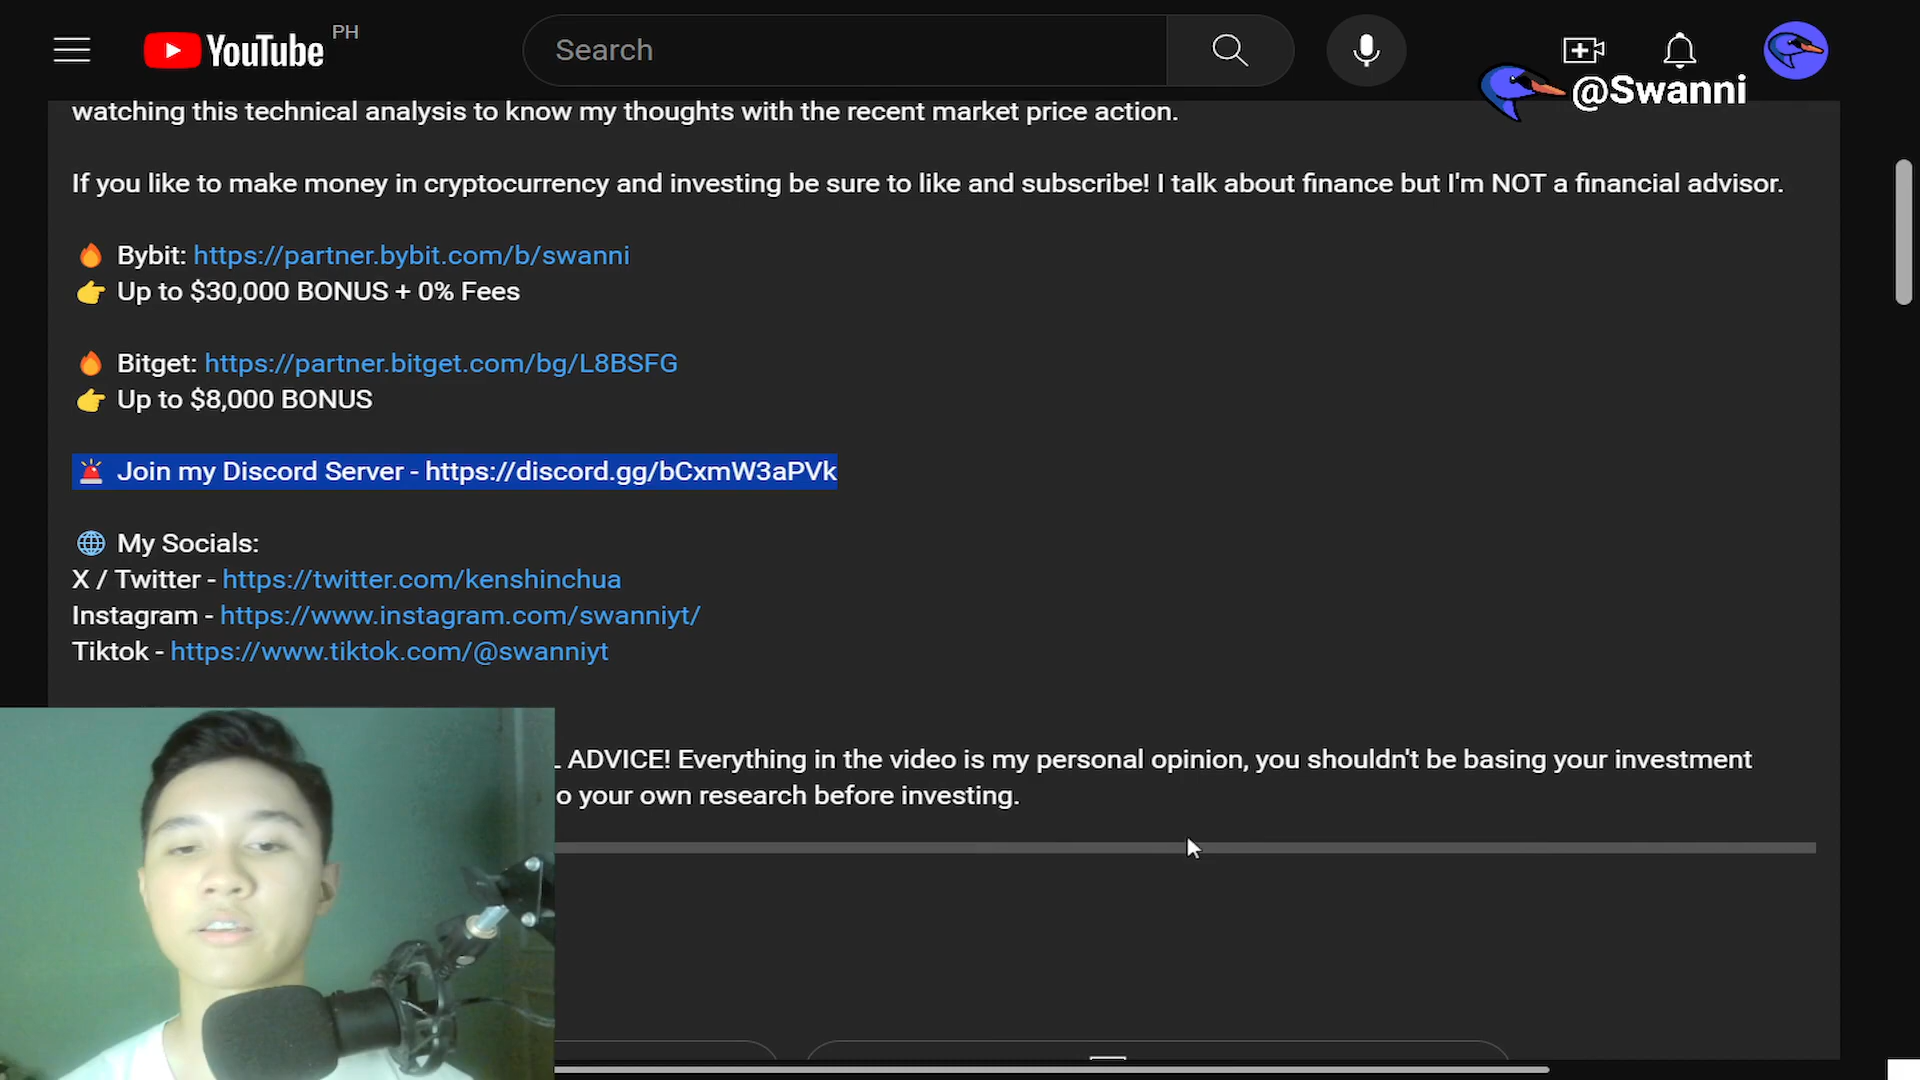 YouTube PH
Search
@Swanni
watching this technical analysis to know my thoughts with the recent market price action.
If you like to make money in cryptocurrency and investing be sure to like and subscribe! I talk about finance but I'm NOT a financial advisor.
🔥 Bybit: https://partner.bybit.com/b/swanni
👉 Up to $30,000 BONUS + 0% Fees
🔥 Bitget: https://partner.bitget.com/bg/L8BSFG
👉 Up to $8,000 BONUS
🚨 Join my Discord Server - https://discord.gg/bCxmW3aPVk
🌐 My Socials:
X / Twitter - https://twitter.com/kenshinchua
Instagram - https://www.instagram.com/swanniyt/
Tiktok - https://www.tiktok.com/@swanniyt
ADVICE! Everything in the video is my personal opinion, you shouldn't be basing your investment
o your own research before investing.